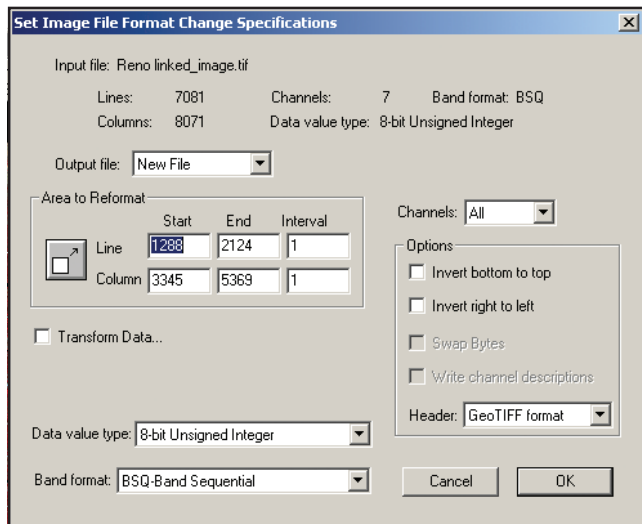 Set Image File Format Change Specifications
Input file: Reno linked_image.tif
Lines: 7081 Channels: 7 Band format: BSQ
Columns: 8071 Data value type: 8-bit Unsigned Integer
Output file: New File
Area to Reformat
Start End Interval
Line 1288 2124 1
Column 3345 5369 1
Transform Data...
Channels: All
Options
Invert bottom to top
Invert right to left
Swap Bytes
Write channel descriptions
Header: GeoTIFF format
Data value type: 8-bit Unsigned Integer
Band format: BSQ-Band Sequential
Cancel OK